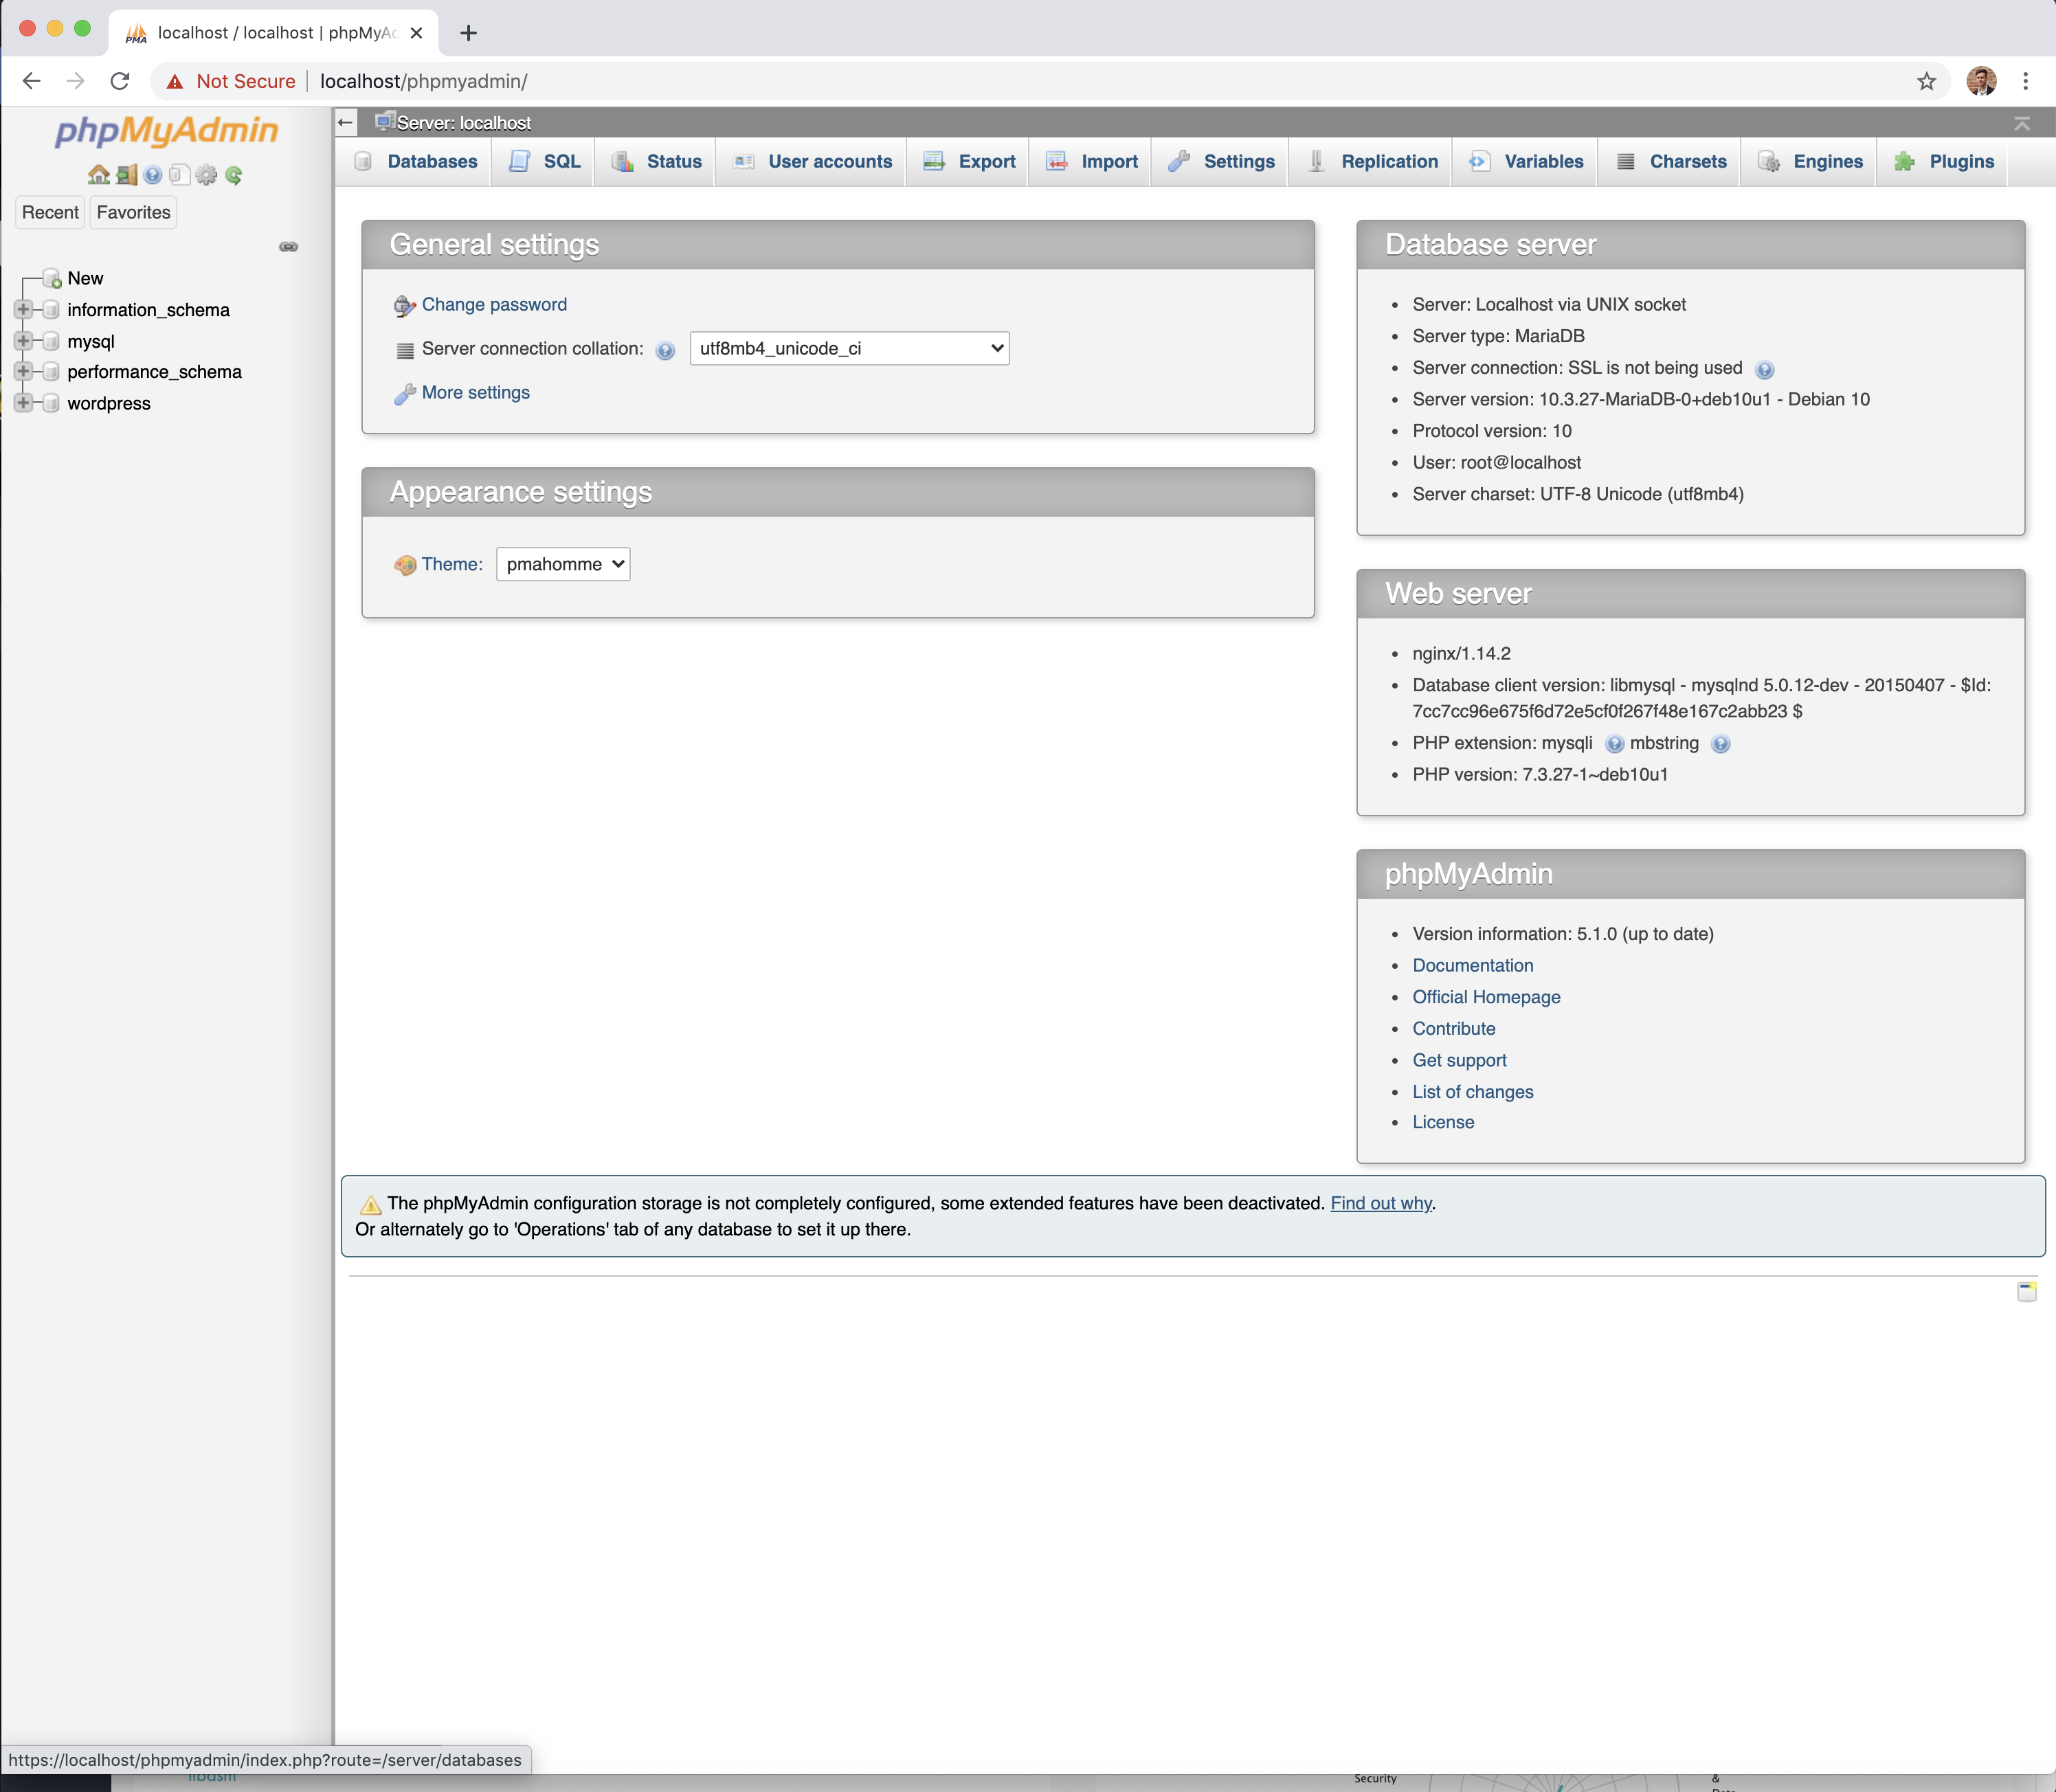 localhost / localhost | phpMyAd
Not Secure localhost/phpmyadmin/
phpMyAdmin
Recent Favorites
New
information_schema
mysql
performance_schema
wordpress
Server: localhost
Databases SQL Status User accounts Export Import Settings Replication Variables Charsets Engines Plugins
General settings
Change password
Server connection collation: utf8mb4_unicode_ci
More settings
Appearance settings
Theme: pmahomme
Database server
Server: Localhost via UNIX socket
Server type: MariaDB
Server connection: SSL is not being used
Server version: 10.3.27-MariaDB-0+deb10u1 - Debian 10
Protocol version: 10
User: root@localhost
Server charset: UTF-8 Unicode (utf8mb4)
Web server
nginx/1.14.2
Database client version: libmysql - mysqlnd 5.0.12-dev - 20150407 - $Id:
7cc7cc96e675f6d72e5cf0f267f48e167c2abb23 $
PHP extension: mysqli mbstring
PHP version: 7.3.27-1~deb10u1
phpMyAdmin
Version information: 5.1.0 (up to date)
Documentation
Official Homepage
Contribute
Get support
List of changes
License
The phpMyAdmin configuration storage is not completely configured, some extended features have been deactivated. Find out why.
Or alternately go to 'Operations' tab of any database to set it up there.
https://localhost/phpmyadmin/index.php?route=/server/databases
Security &